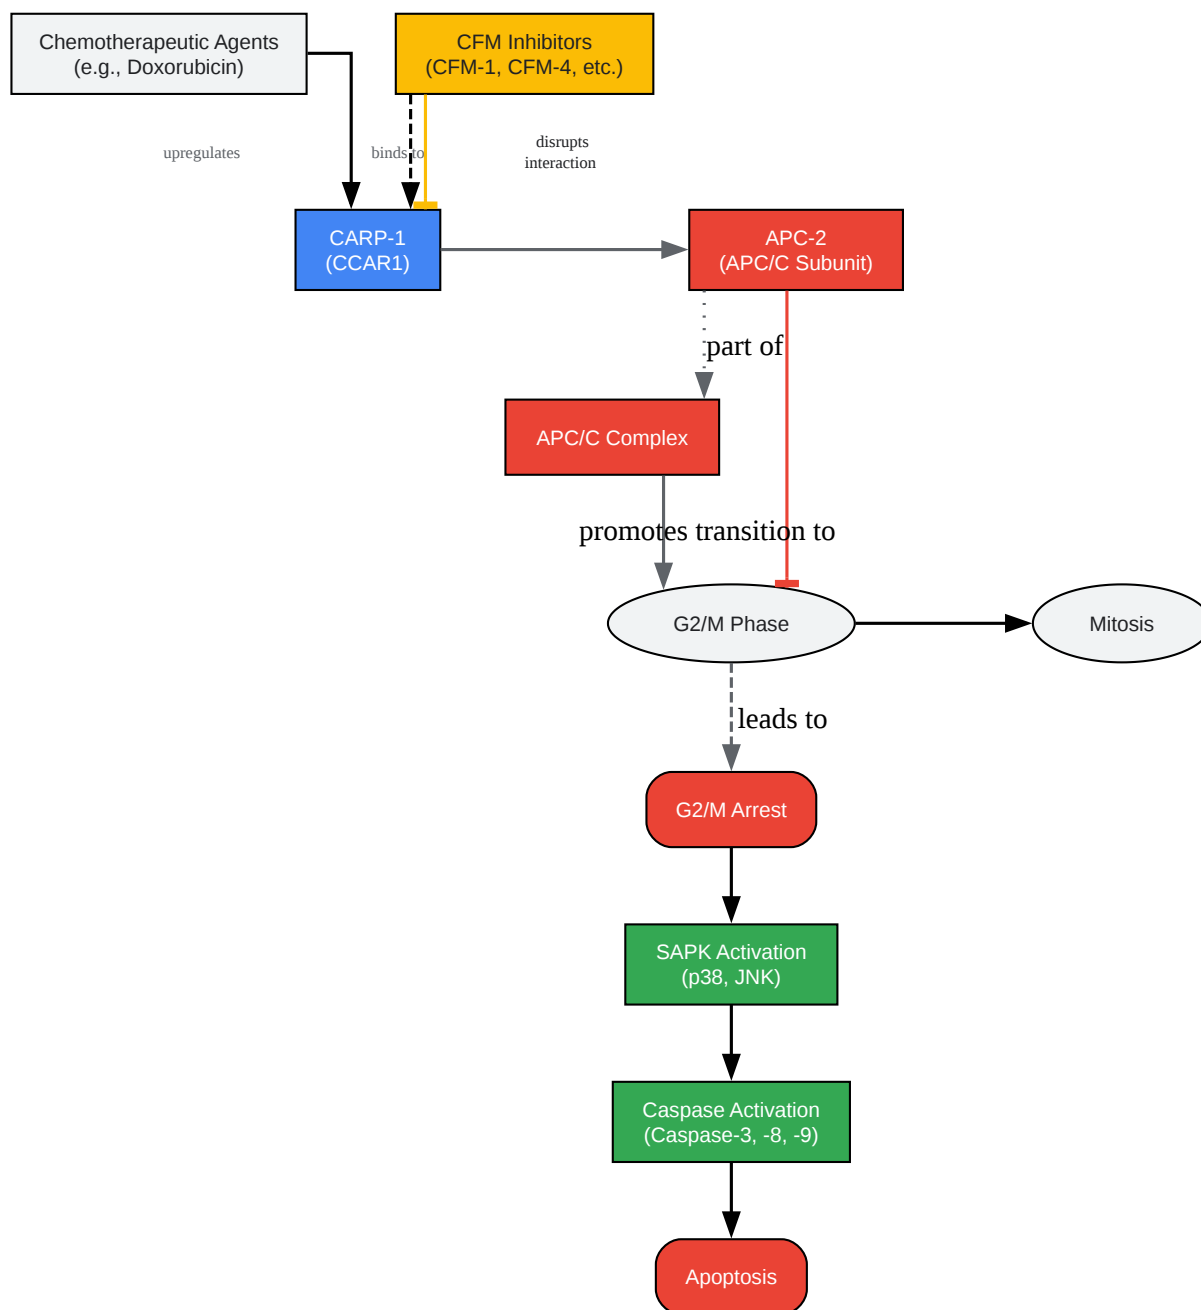 Chemotherapeutic Agents
(e.g., Doxorubicin)
CFM Inhibitors
(CFM-1, CFM-4, etc.)
upregulates
binds to
disrupts
interaction
CARP-1
(CCAR1)
APC-2
(APC/C Subunit)
part of
APC/C Complex
promotes transition to
G2/M Phase
Mitosis
leads to
G2/M Arrest
SAPK Activation
(p38, JNK)
Caspase Activation
(Caspase-3, -8, -9)
Apoptosis